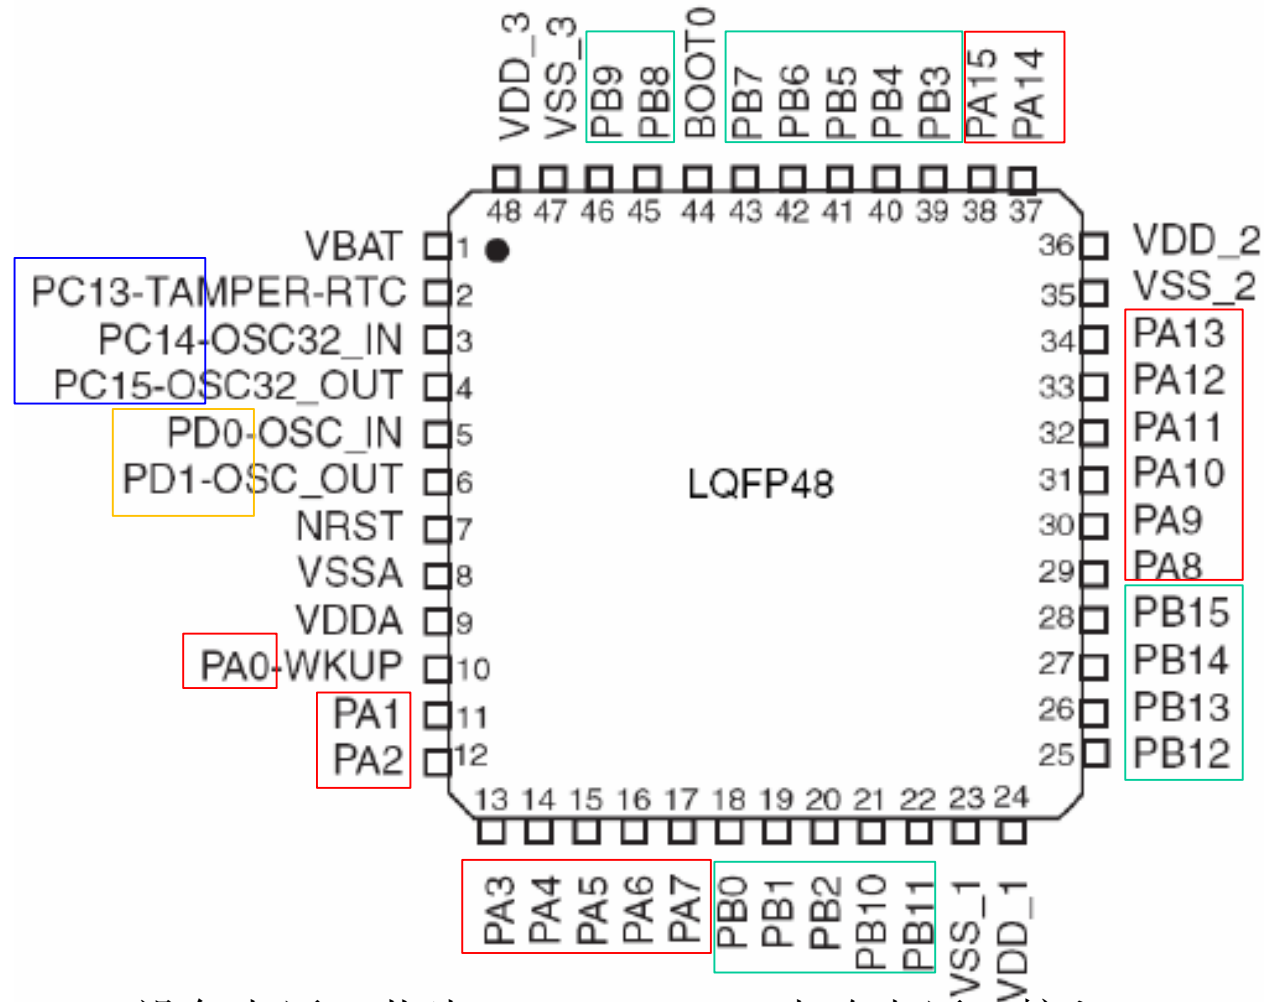 VDD_3
VSS_3
PB9
PB8
BOOT0
PB7
PB6
PB5
PB4
PB3
PA15
PA14
48 47 46 45 44 43 42 41 40 39 38 37
VBAT 1
PC13-TAMPER-RTC 2
PC14-OSC32_IN 3
PC15-OSC32_OUT 4
PD0-OSC_IN 5
PD1-OSC_OUT 6
NRST 7
VSSA 8
VDDA 9
PA0-WKUP 10
PA1 11
PA2 12
LQFP48
36 VDD_2
35 VSS_2
34 PA13
33 PA12
32 PA11
31 PA10
30 PA9
29 PA8
28 PB15
27 PB14
26 PB13
25 PB12
13 14 15 16 17 18 19 20 21 22 23 24
PA3
PA4
PA5
PA6
PA7
PB0
PB1
PB2
PB10
PB11
VSS_1
VDD_1